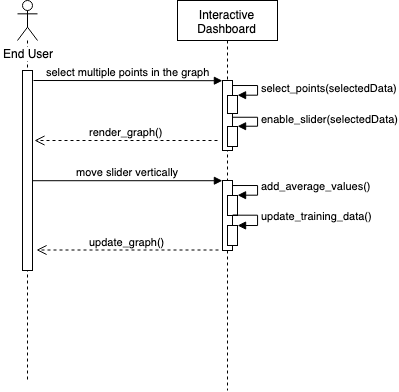 Interactive
Dashboard
End User
select multiple points in the graph
select_points(selectedData)
enable_slider(selectedData)
render_graph()
move slider vertically
add_average_values()
update_training_data()
update_graph()